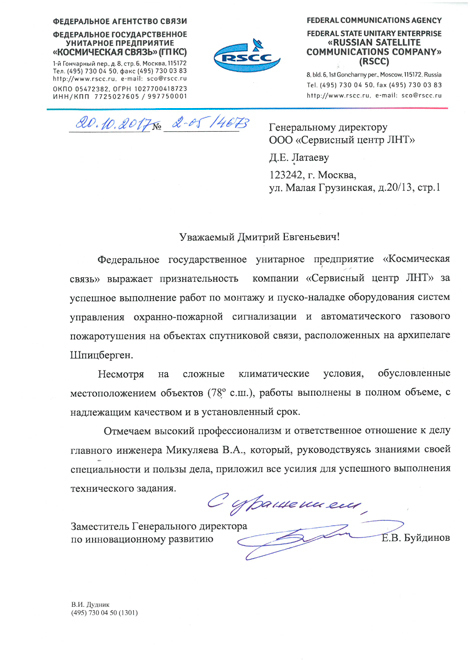 ФЕДЕРАЛЬНОЕ АГЕНТСТВО СВЯЗИ
ФЕДЕРАЛЬНОЕ ГОСУДАРСТВЕННОЕ
УНИТАРНОЕ ПРЕДПРИЯТИЕ
«КОСМИЧЕСКАЯ СВЯЗЬ» (ГП КС)
1-й Гончарный пер., д. 8, стр. 6, Москва, 115172
Тел. (495) 730 04 50, факс (495) 730 03 83
http://www.rscc.ru, e-mail: sco@rscc.ru
ОКПО 05472382, ОГРН 1027700418723
ИНН/КПП 7725027605 / 997750001
RSCC
FEDERAL COMMUNICATIONS AGENCY
FEDERAL STATE UNITARY ENTERPRISE
«RUSSIAN SATELLITE
COMMUNICATIONS COMPANY»
(RSCC)
8, bld. 6, 1st Goncharny per., Moscow, 115172, Russia
Tel. (495) 730 04 50, fax (495) 730 03 83
http://www.rscc.ru, e-mail: sco@rscc.ru
20.10.2017 № 2-05/4673
Генеральному директору
ООО «Сервисный центр ЛНТ»
Д.Е. Латаеву
123242, г. Москва,
ул. Малая Грузинская, д.20/13, стр.1
Уважаемый Дмитрий Евгеньевич!
Федеральное государственное унитарное предприятие «Космическая
связь» выражает признательность компании «Сервисный центр ЛНТ» за
успешное выполнение работ по монтажу и пуско-наладке оборудования систем
управления охранно-пожарной сигнализации и автоматического газового
пожаротушения на объектах спутниковой связи, расположенных на архипелаге
Шпицберген.
Несмотря на сложные климатические условия, обусловленные
местоположением объектов (78° с.ш.), работы выполнены в полном объеме, с
надлежащим качеством и в установленный срок.
Отмечаем высокий профессионализм и ответственное отношение к делу
главного инженера Микуляева В.А., который, руководствуясь знаниями своей
специальности и пользы дела, приложил все усилия для успешного выполнения
технического задания.
С уважением,
Заместитель Генерального директора
по инновационному развитию
Е.В. Буйдинов
В.И. Дудник
(495) 730 04 50 (1301)